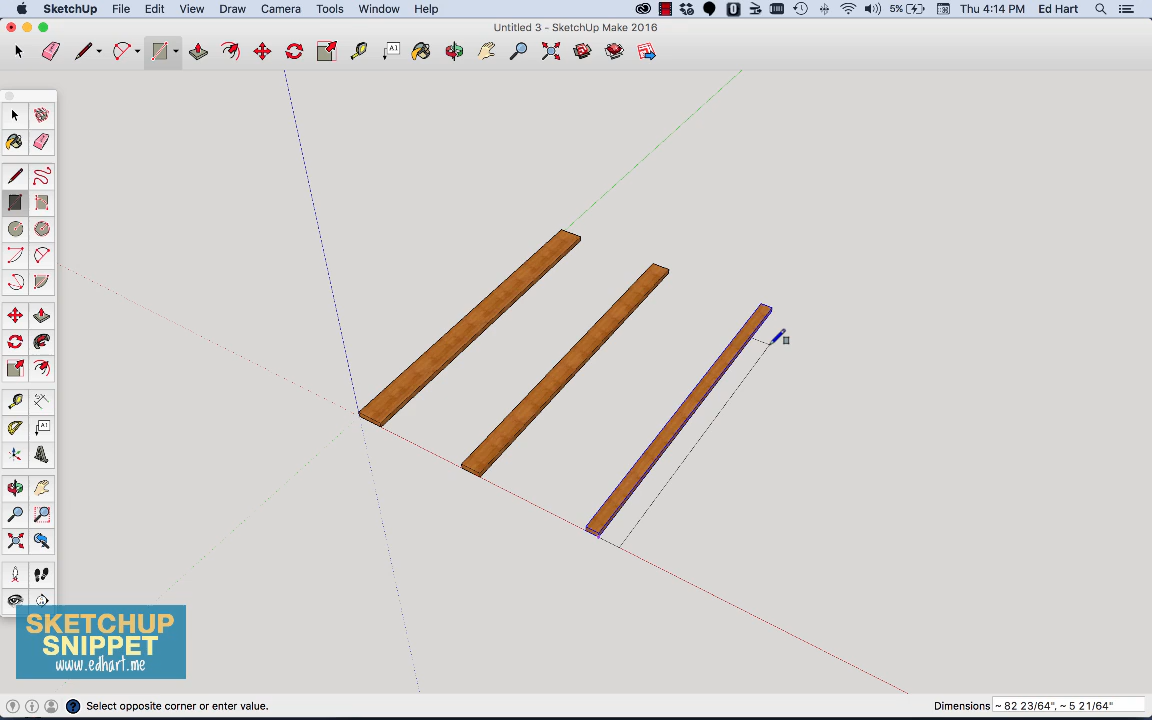 SketchUp File Edit View Draw Camera Tools Window Help 5% Thu 4:14 PM Ed Hart
Untitled 3 - SketchUp Make 2016
A1
A1
SKETCHUP
SNIPPET
www.edhart.me
Select opposite corner or enter value. Dimensions ~ 82 23/64", ~ 5 21/64"